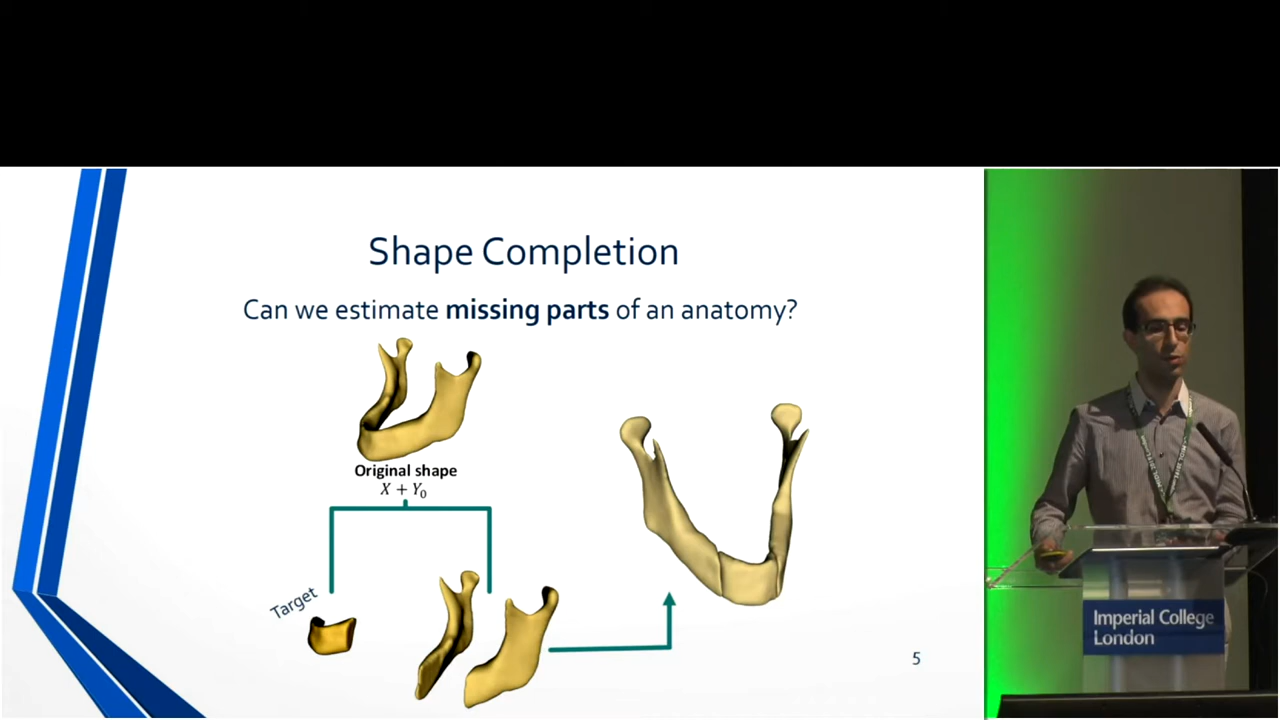 Shape Completion
Can we estimate missing parts of an anatomy?
Original shape
X + Y₀
Target
5
Imperial College
London